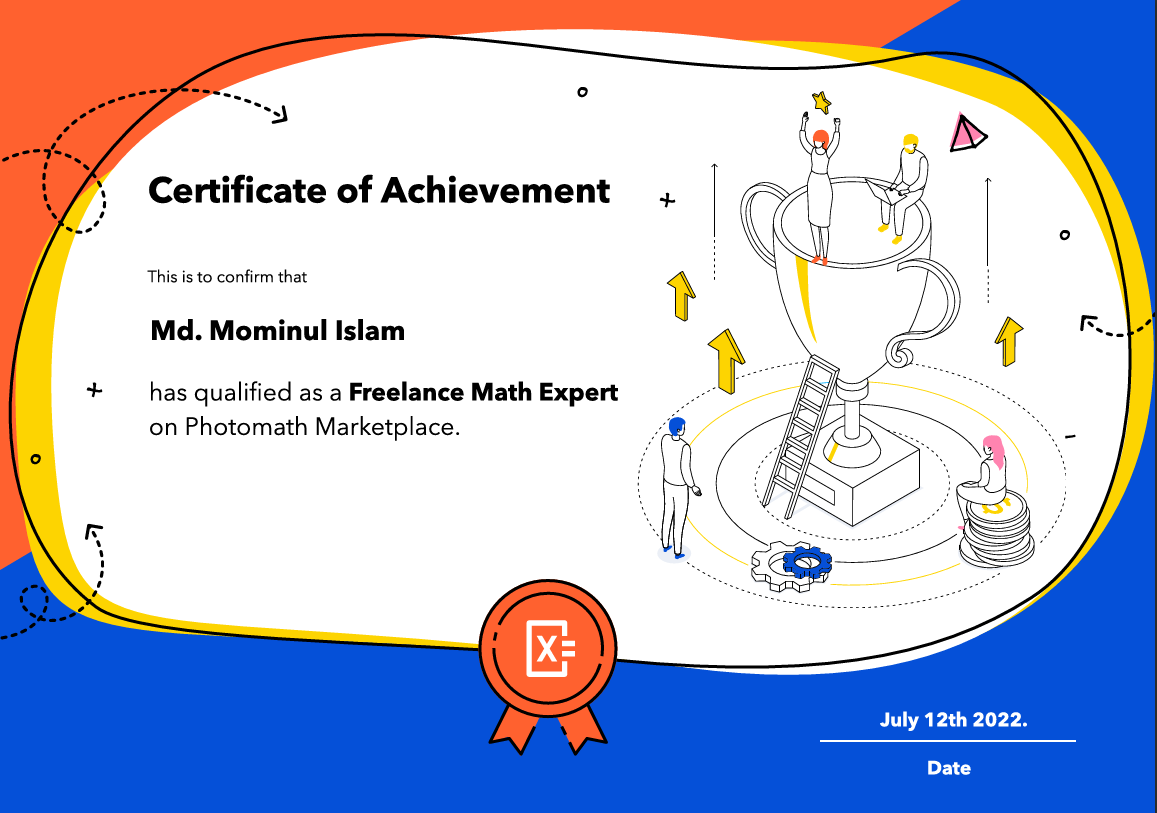 Certificate of Achievement
This is to confirm that
Md. Mominul Islam
has qualified as a Freelance Math Expert
on Photomath Marketplace.
X
July 12th 2022.
Date